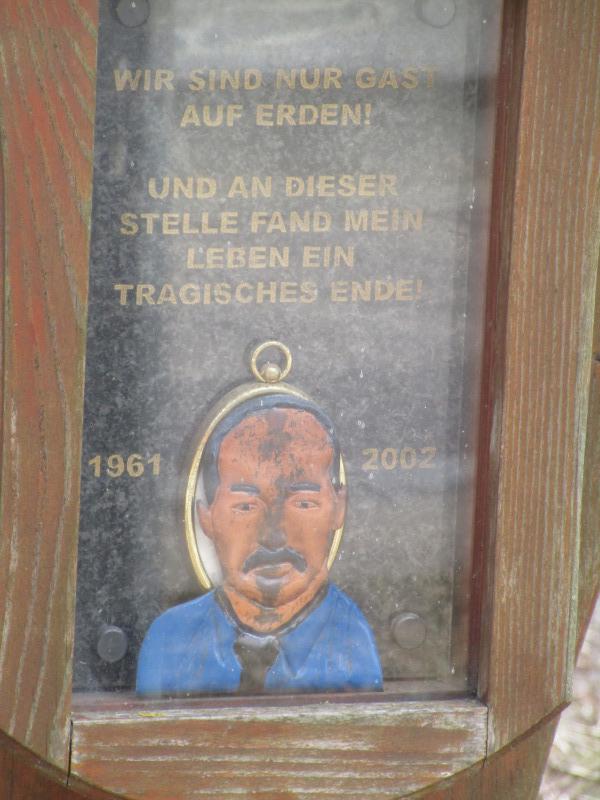 WIR SIND NUR GAST
AUF ERDEN!
UND AN DIESER
STELLE FAND MEIN
LEBEN EIN
TRAGISCHES ENDE!
1961 2002